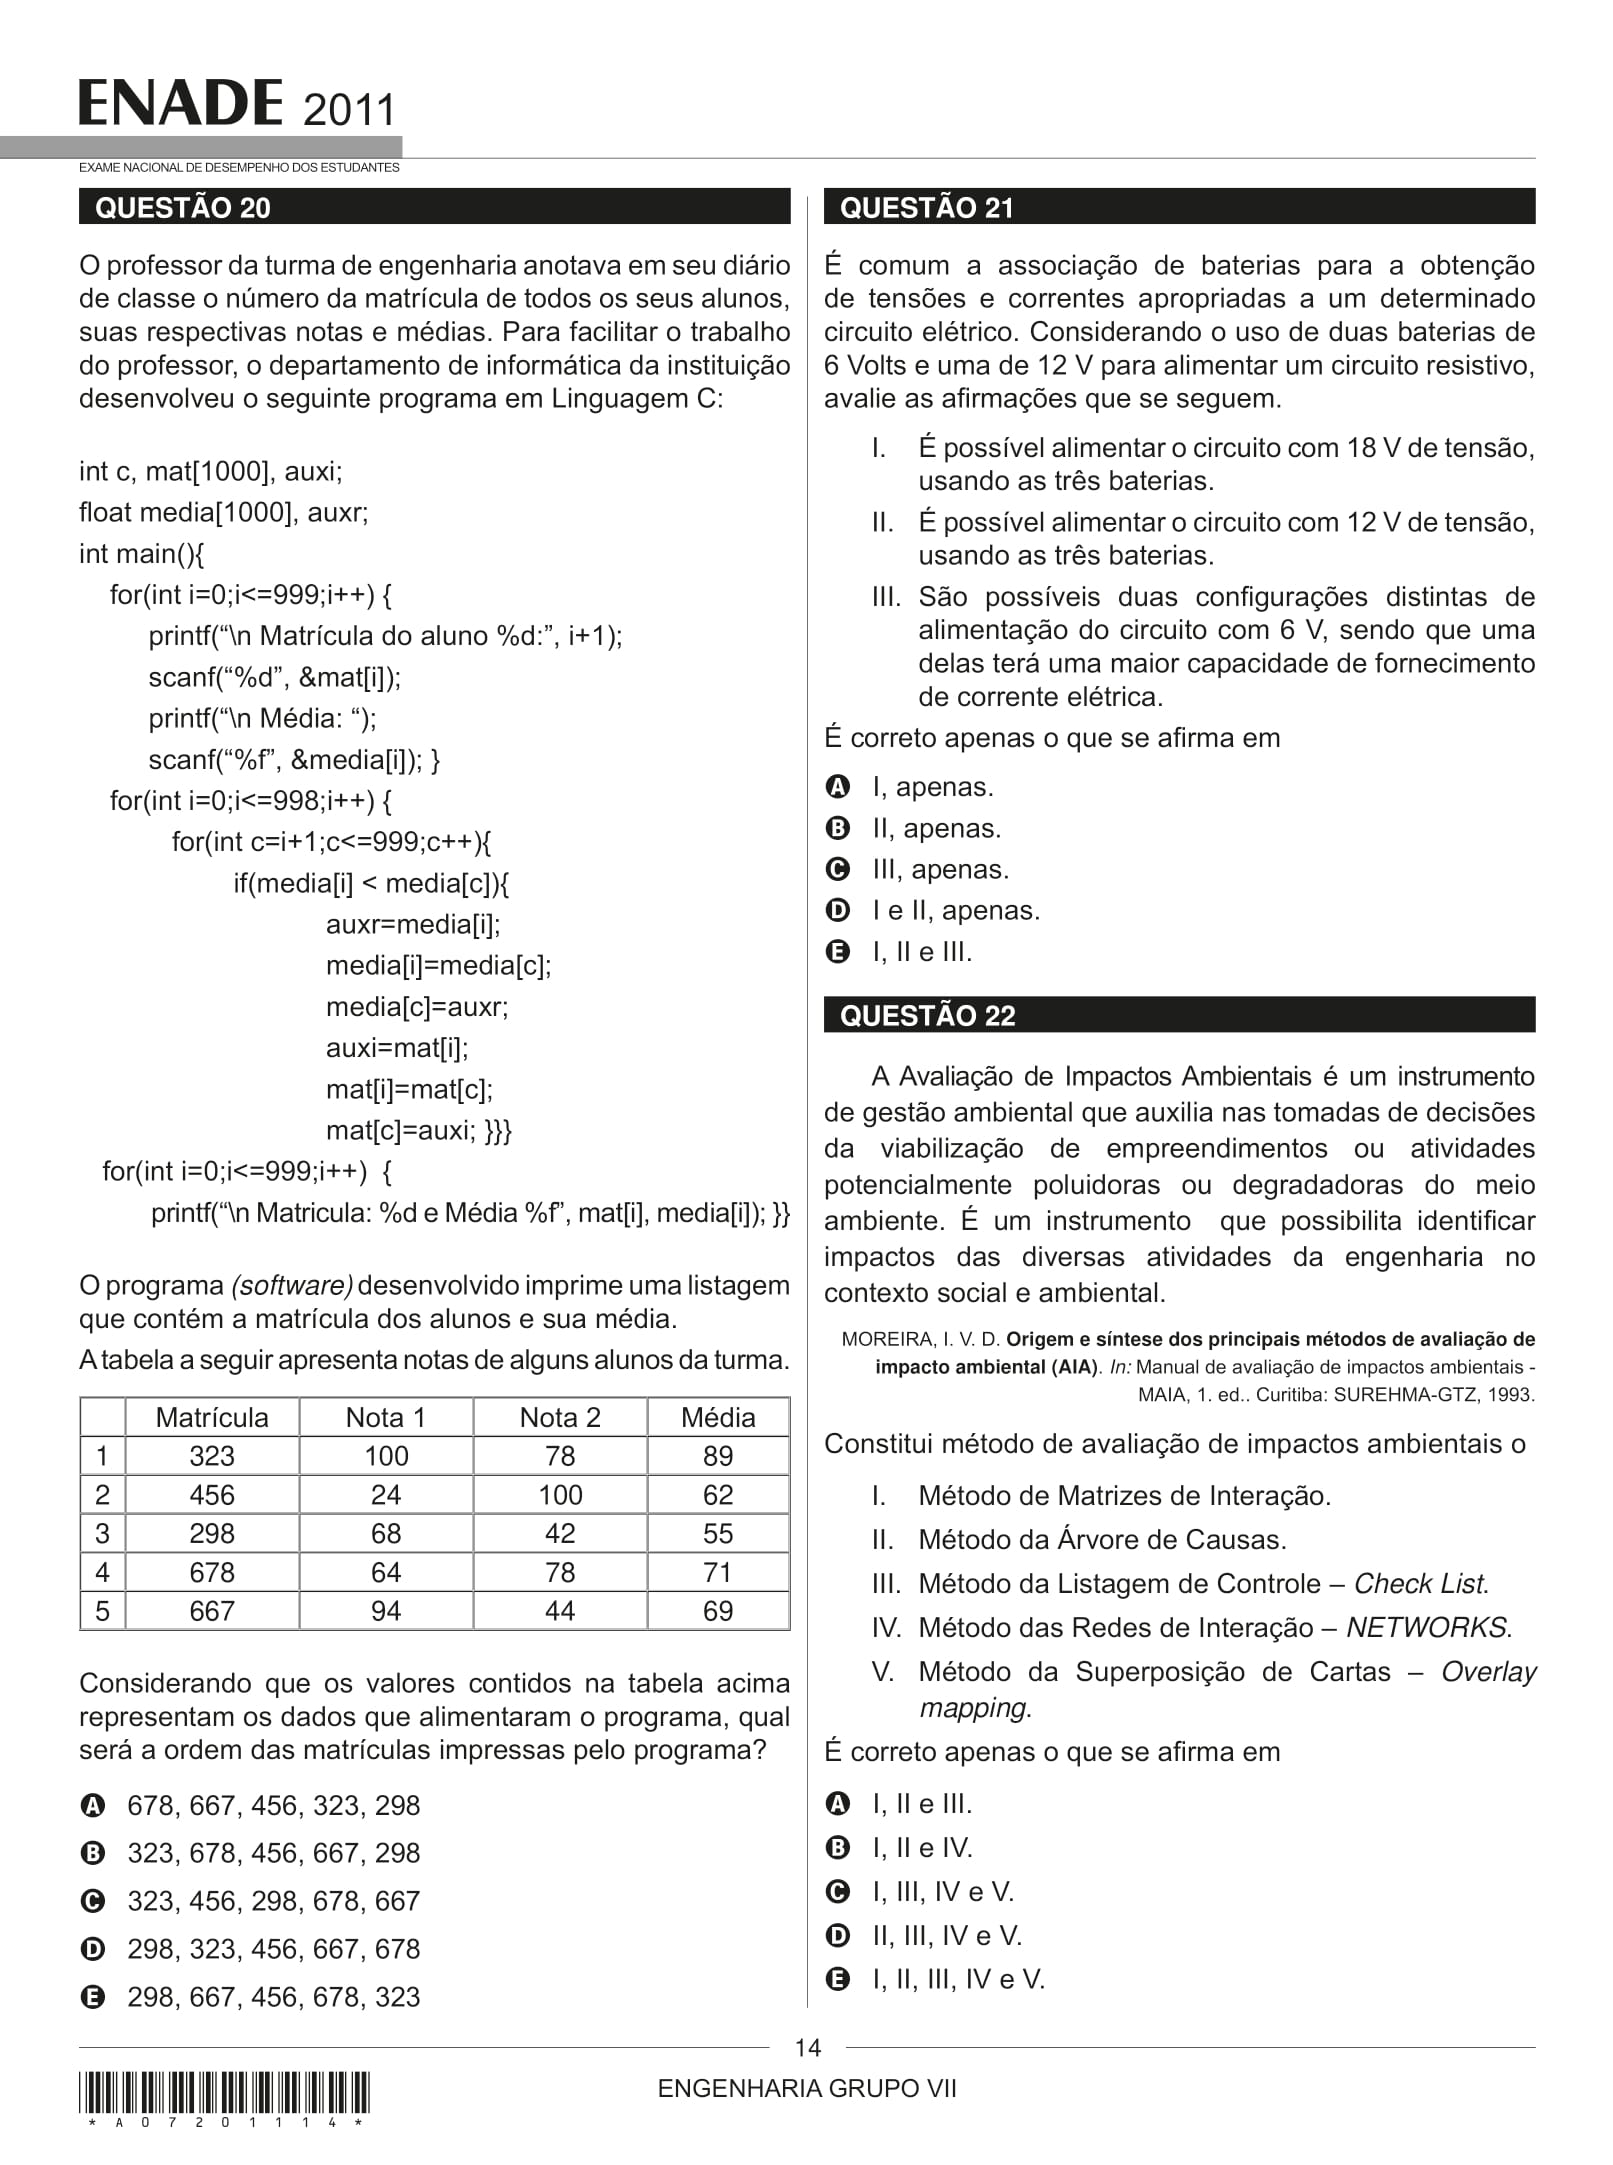 ENADE 2011
EXAME NACIONAL DE DESEMPENHO DOS ESTUDANTES
QUESTÃO 20
O professor da turma de engenharia anotava em seu diário
de classe o número da matrícula de todos os seus alunos,
suas respectivas notas e médias. Para facilitar o trabalho
do professor, o departamento de informática da instituição
desenvolveu o seguinte programa em Linguagem C:
int c, mat[1000], auxi;
float media[1000], auxr;
int main(){
for(int i=0;i<=999;i++) {
printf(“\n Matrícula do aluno %d:”, i+1);
scanf(“%d”, &mat[i]);
printf(“\n Média: “);
scanf(“%f”, &media[i]); }
for(int i=0;i<=998;i++) {
for(int c=i+1;c<=999;c++){
if(media[i] < media[c]){
auxr=media[i];
media[i]=media[c];
media[c]=auxr;
auxi=mat[i];
mat[i]=mat[c];
mat[c]=auxi; }}}
for(int i=0;i<=999;i++) {
printf(“\n Matricula: %d e Média %f”, mat[i], media[i]); }}
O programa (software) desenvolvido imprime uma listagem
que contém a matrícula dos alunos e sua média.
A tabela a seguir apresenta notas de alguns alunos da turma.
Matrícula Nota 1 Nota 2 Média
1 323 100 78 89
2 456 24 100 62
3 298 68 42 55
4 678 64 78 71
5 667 94 44 69
Considerando que os valores contidos na tabela acima
representam os dados que alimentaram o programa, qual
será a ordem das matrículas impressas pelo programa?
A 678, 667, 456, 323, 298
B 323, 678, 456, 667, 298
C 323, 456, 298, 678, 667
D 298, 323, 456, 667, 678
E 298, 667, 456, 678, 323
QUESTÃO 21
É comum a associação de baterias para a obtenção
de tensões e correntes apropriadas a um determinado
circuito elétrico. Considerando o uso de duas baterias de
6 Volts e uma de 12 V para alimentar um circuito resistivo,
avalie as afirmações que se seguem.
I. É possível alimentar o circuito com 18 V de tensão,
usando as três baterias.
II. É possível alimentar o circuito com 12 V de tensão,
usando as três baterias.
III. São possíveis duas configurações distintas de
alimentação do circuito com 6 V, sendo que uma
delas terá uma maior capacidade de fornecimento
de corrente elétrica.
É correto apenas o que se afirma em
A I, apenas.
B II, apenas.
C III, apenas.
D I e II, apenas.
E I, II e III.
QUESTÃO 22
A Avaliação de Impactos Ambientais é um instrumento
de gestão ambiental que auxilia nas tomadas de decisões
da viabilização de empreendimentos ou atividades
potencialmente poluidoras ou degradadoras do meio
ambiente. É um instrumento que possibilita identificar
impactos das diversas atividades da engenharia no
contexto social e ambiental.
MOREIRA, I. V. D. Origem e síntese dos principais métodos de avaliação de
impacto ambiental (AIA). In: Manual de avaliação de impactos ambientais -
MAIA, 1. ed.. Curitiba: SUREHMA-GTZ, 1993.
Constitui método de avaliação de impactos ambientais o
I. Método de Matrizes de Interação.
II. Método da Árvore de Causas.
III. Método da Listagem de Controle – Check List.
IV. Método das Redes de Interação – NETWORKS.
V. Método da Superposição de Cartas – Overlay
mapping.
É correto apenas o que se afirma em
A I, II e III.
B I, II e IV.
C I, III, IV e V.
D II, III, IV e V.
E I, II, III, IV e V.
14
ENGENHARIA GRUPO VII
*A07201114*